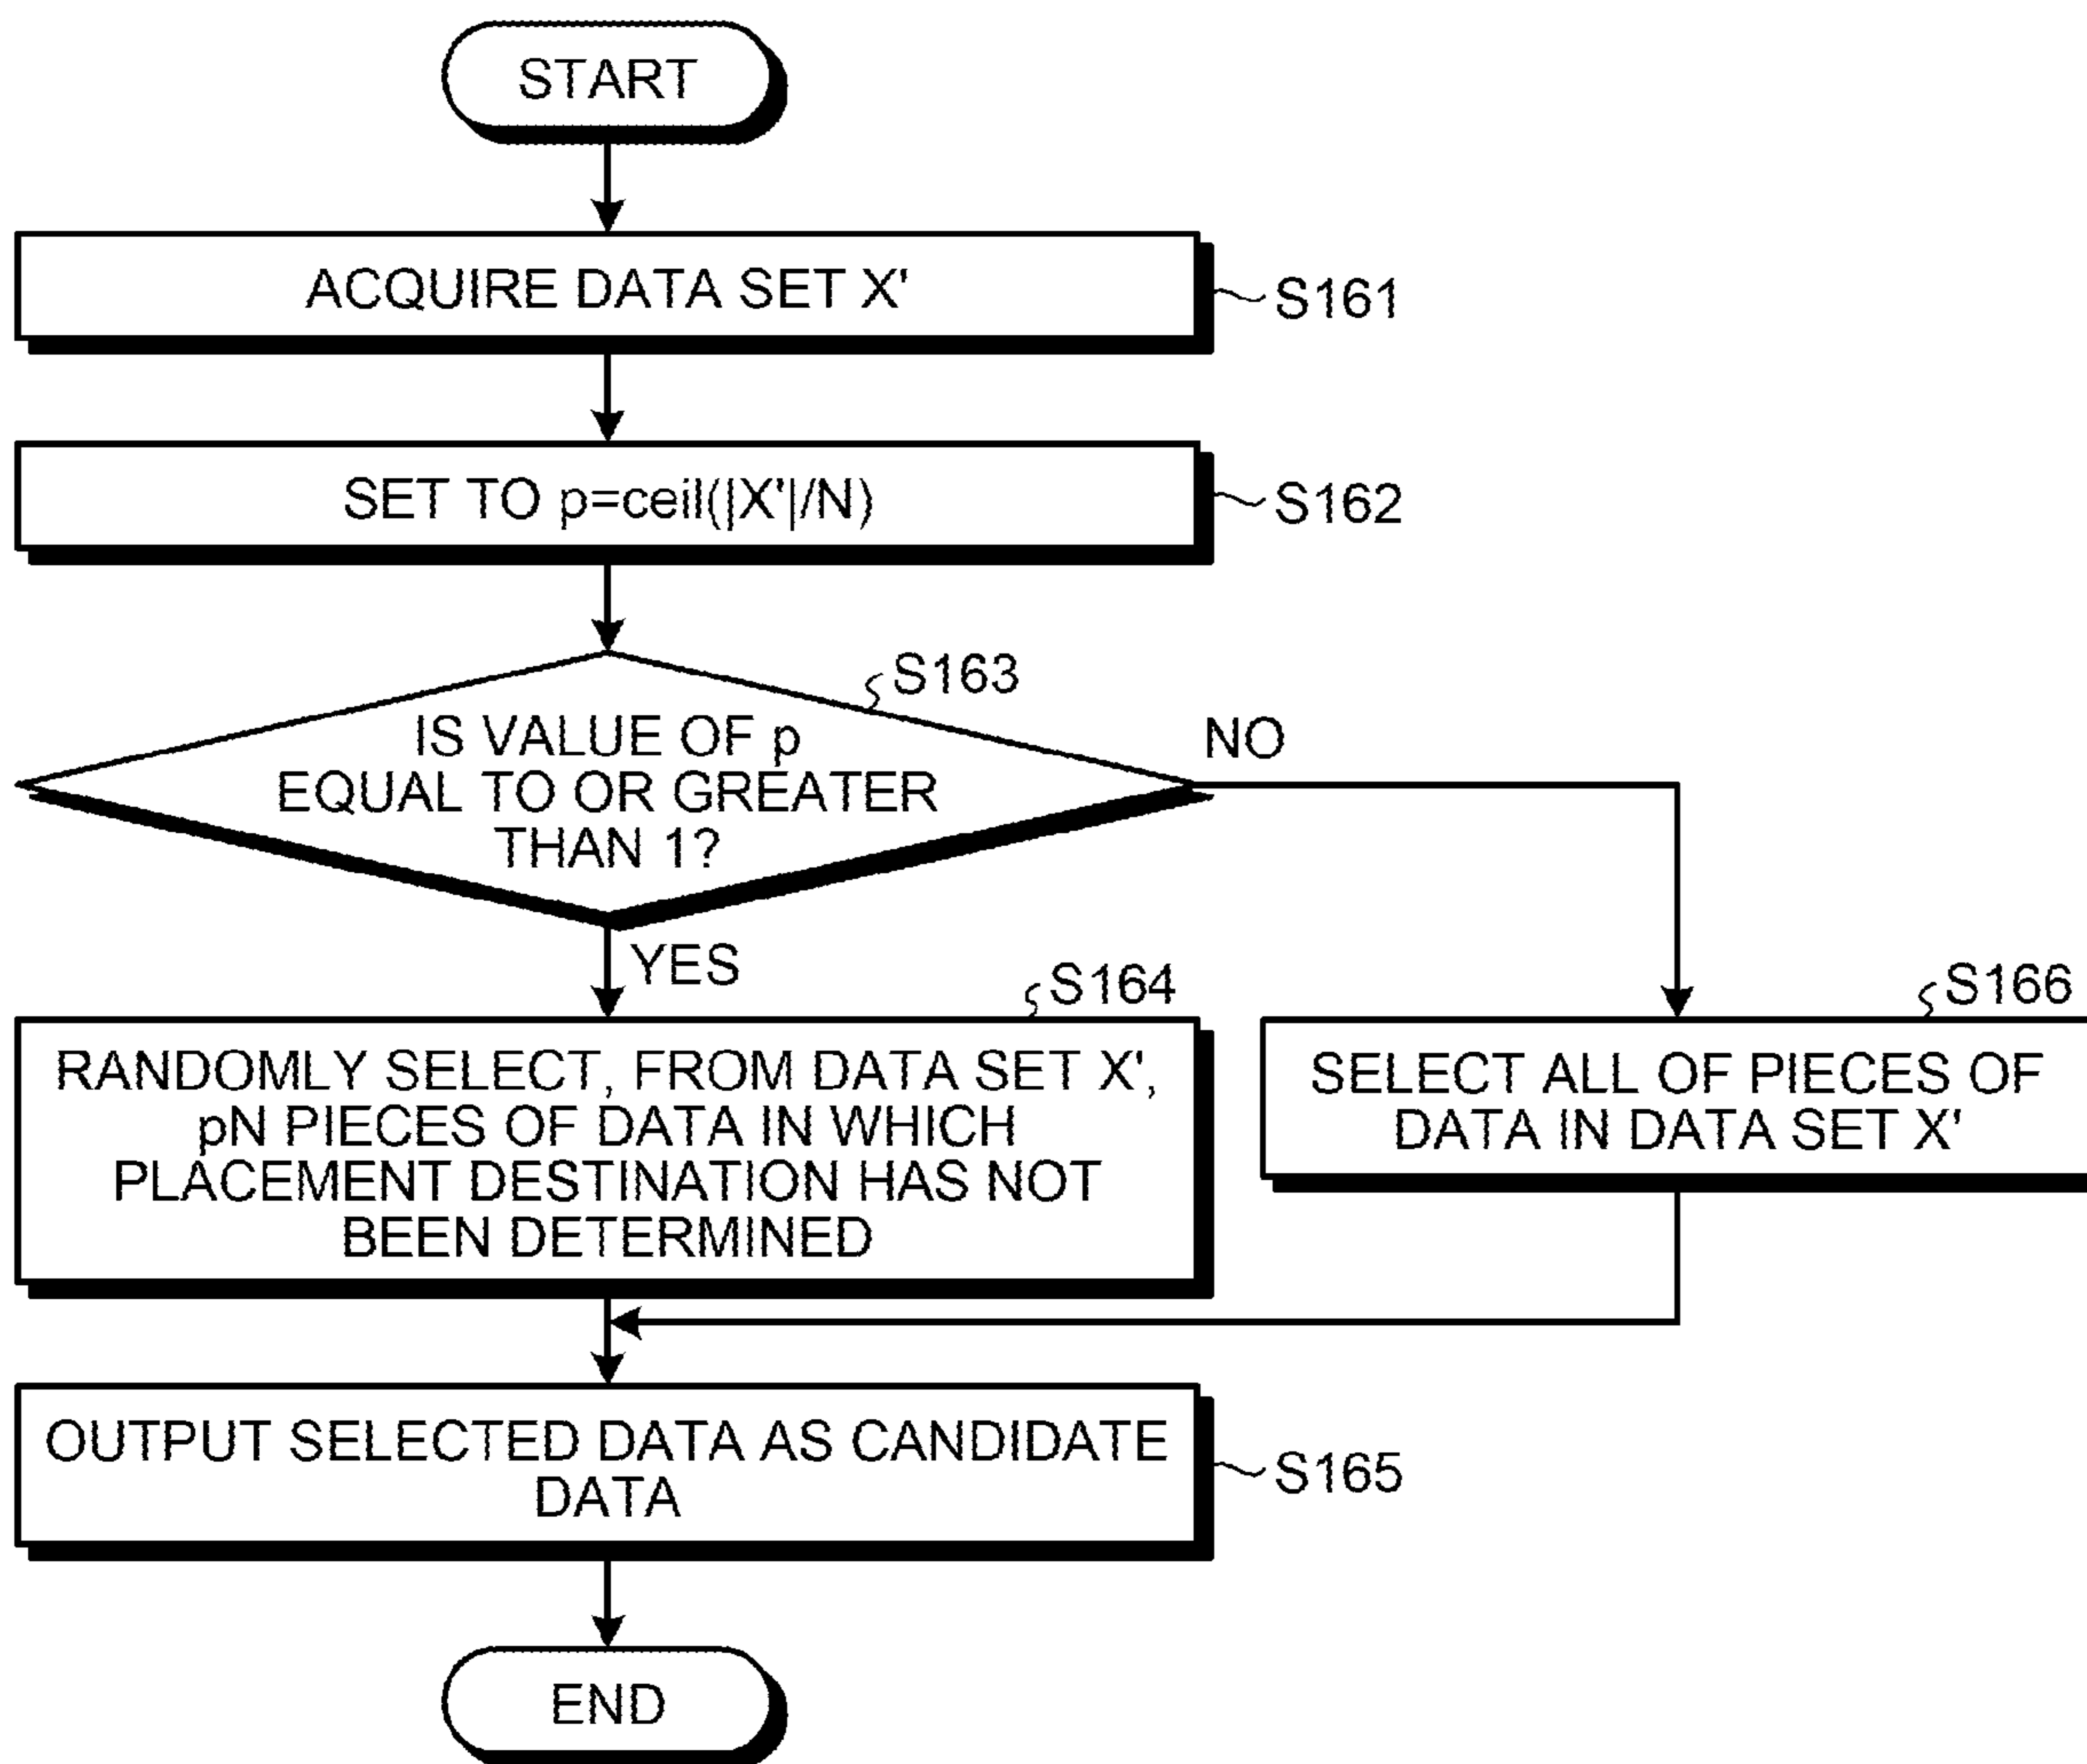 START
ACQUIRE DATA SET X'
S161
SET TO p=ceil(|X'|/N)
S162
S163
IS VALUE OF p
EQUAL TO OR GREATER
THAN 1?
NO
YES
S164
RANDOMLY SELECT, FROM DATA SET X',
pN PIECES OF DATA IN WHICH
PLACEMENT DESTINATION HAS NOT
BEEN DETERMINED
S166
SELECT ALL OF PIECES OF
DATA IN DATA SET X'
OUTPUT SELECTED DATA AS CANDIDATE
DATA
S165
END